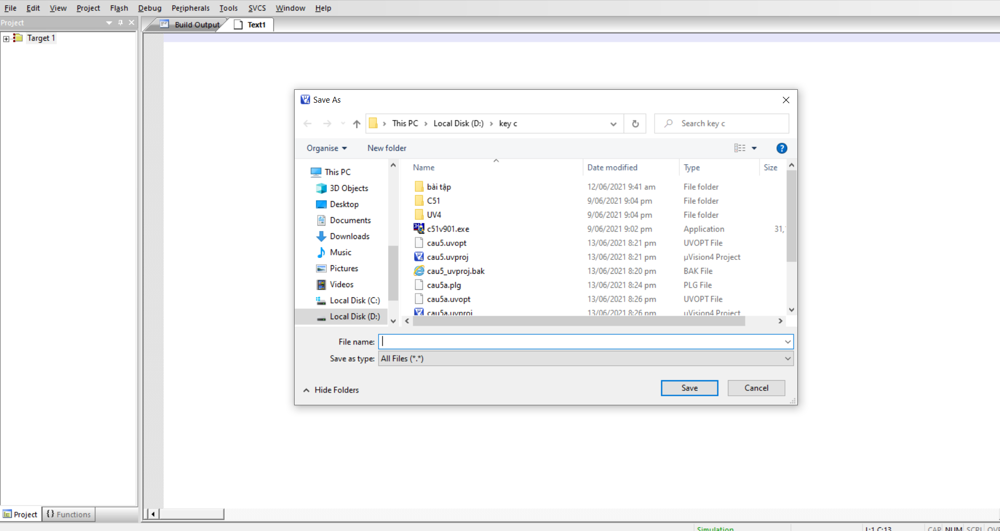 File Edit View Project Flash Debug Peripherals Tools SVCS Window Help
Project
Build Output Text1
Target 1
Save As
This PC Local Disk (D:) key c
Search key c
Organise New folder
Name Date modified Type Size
This PC
3D Objects
Desktop
Documents
Downloads
Music
Pictures
Videos
Local Disk (C:)
Local Disk (D:)
bài tập 12/06/2021 9:41 am File folder
C51 9/06/2021 9:04 pm File folder
UV4 9/06/2021 9:04 pm File folder
c51v901.exe 9/06/2021 9:02 pm Application 31,
cau5.uvopt 13/06/2021 8:21 pm UVOPT File
cau5.uvproj 13/06/2021 8:21 pm µVision4 Project
cau5_uvproj.bak 13/06/2021 8:20 pm BAK File
cau5a.plg 13/06/2021 8:24 pm PLG File
cau5a.uvopt 13/06/2021 8:26 pm UVOPT File
cau5a.uvproj 13/06/2021 8:26 pm µVision4 Project
File name:
Save as type: All Files (*.*)
Hide Folders
Save Cancel
Project {} Functions
Simulation L:1 C:13 CAP NUM SCRL OVR